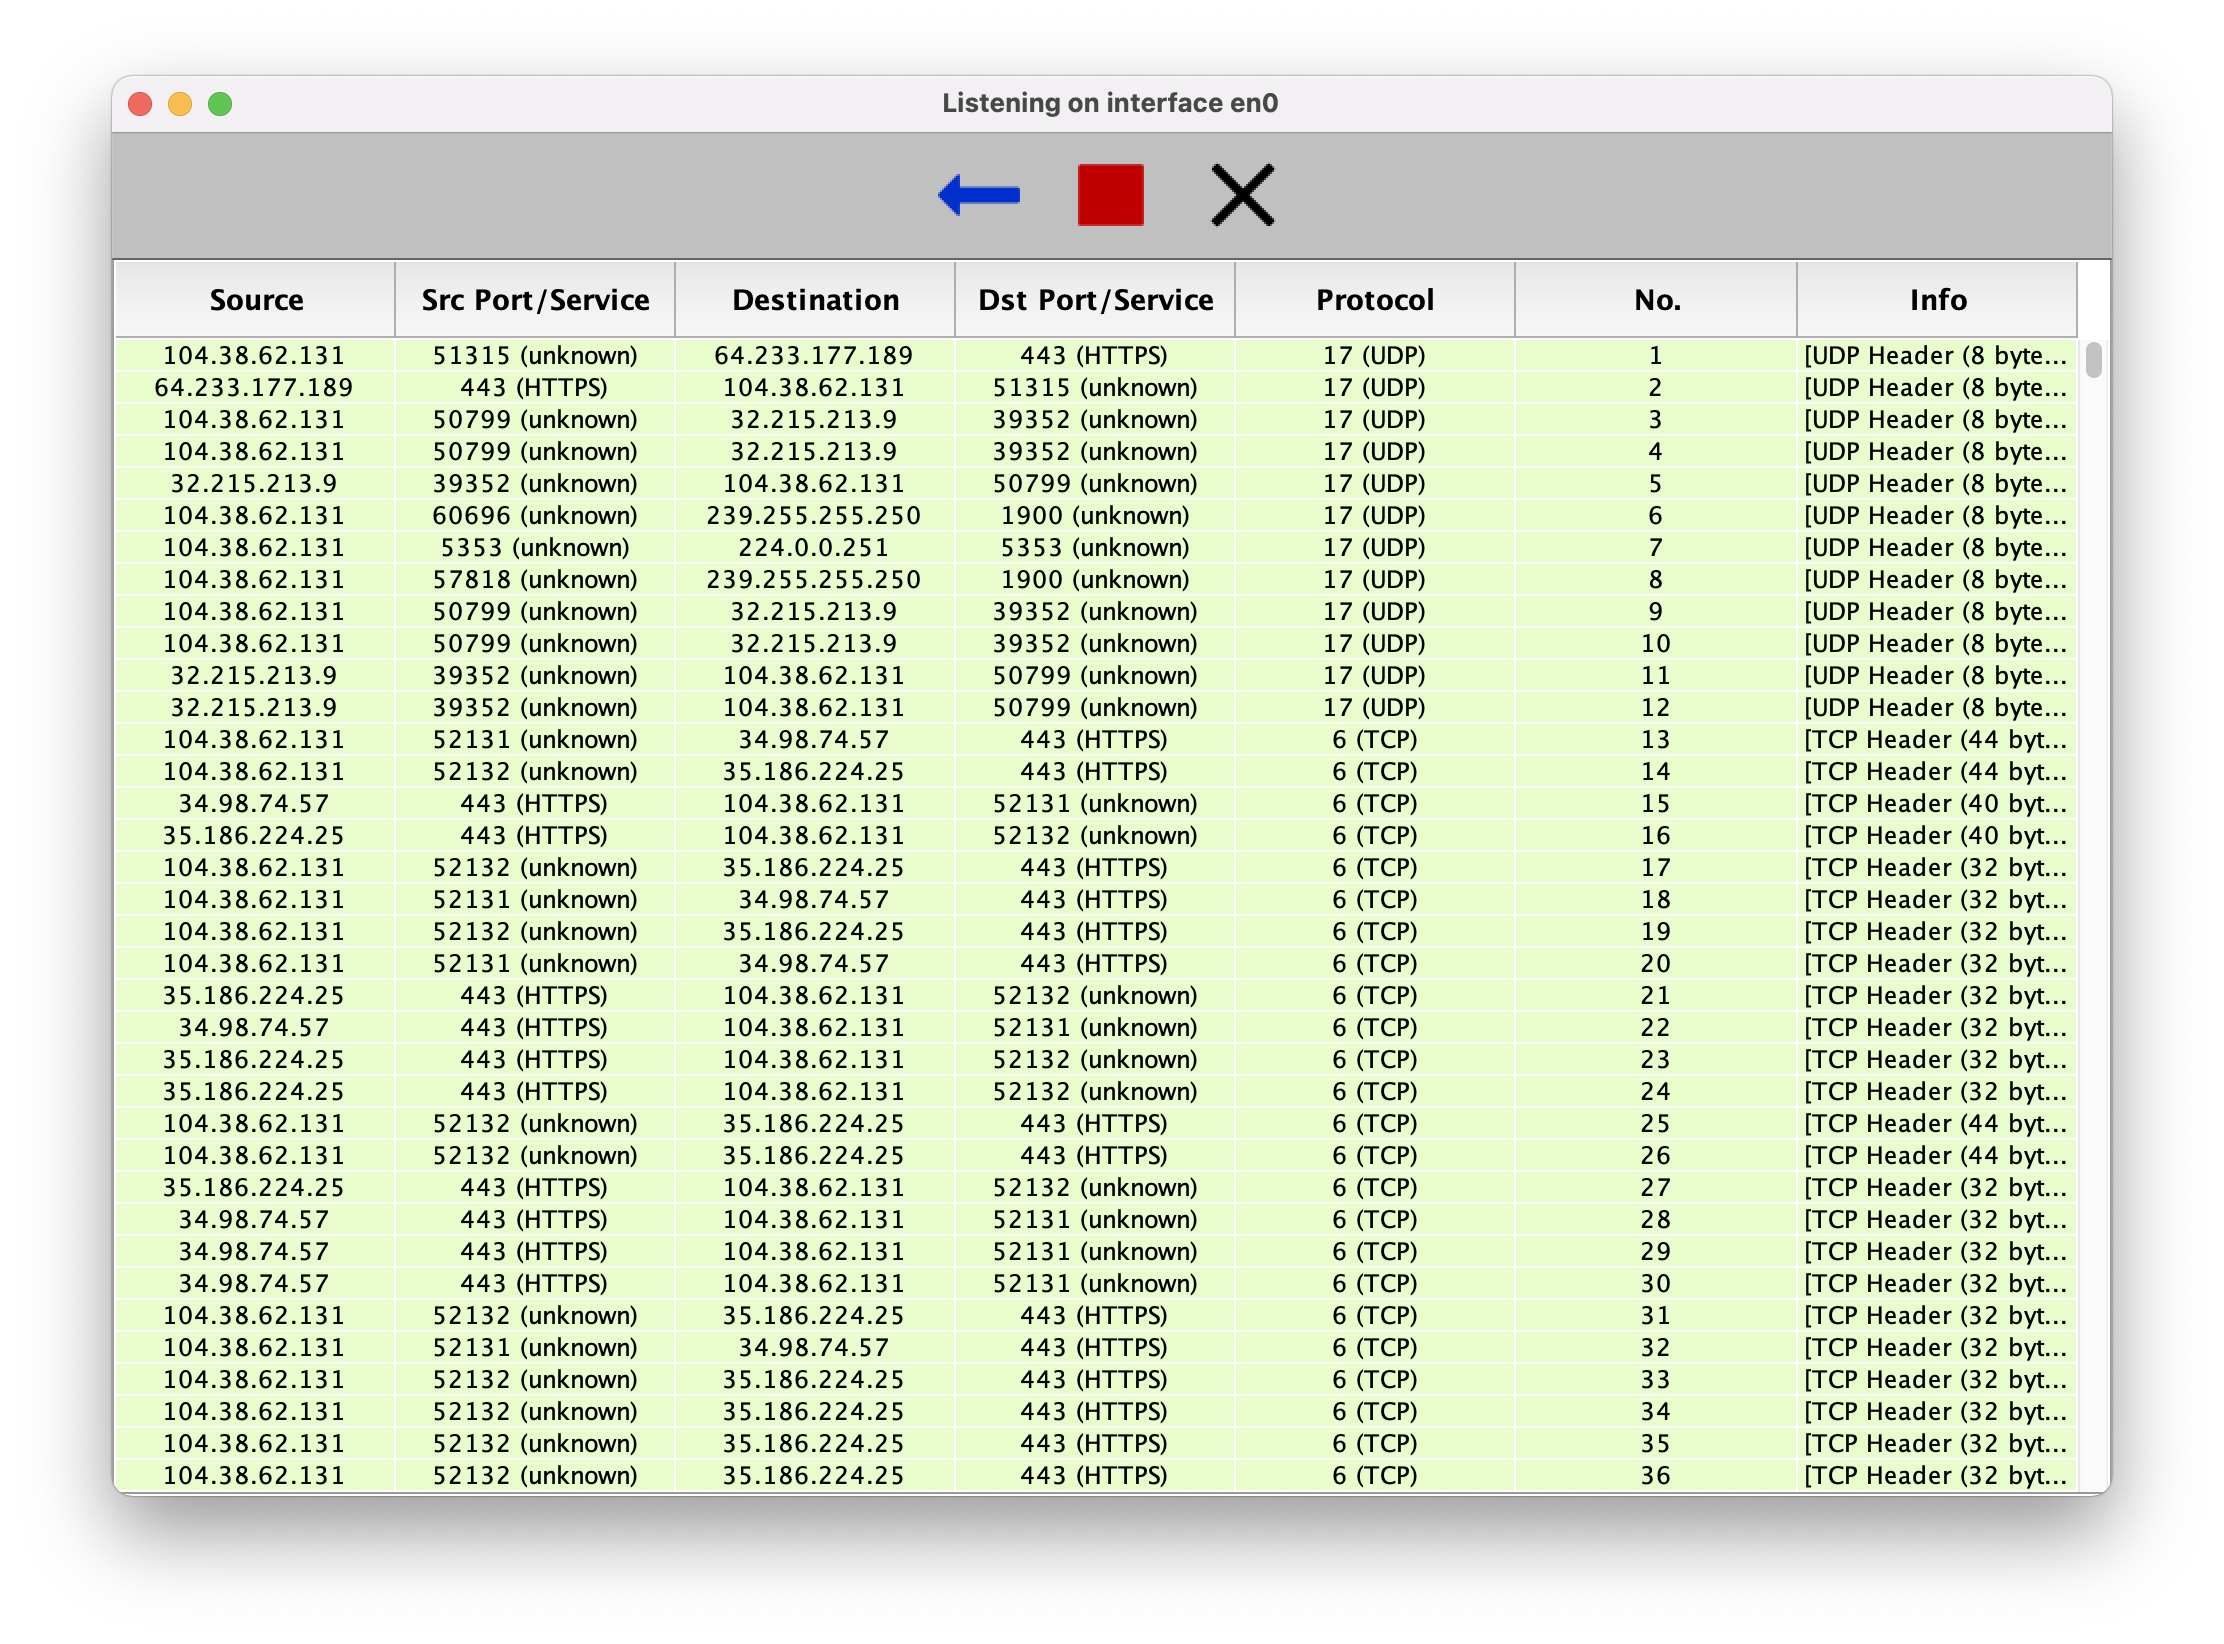 Listening on interface en0
Source Src Port/Service Destination Dst Port/Service Protocol No. Info
104.38.62.131 51315 (unknown) 64.233.177.189 443 (HTTPS) 17 (UDP) 1 [UDP Header (8 byte...
64.233.177.189 443 (HTTPS) 104.38.62.131 51315 (unknown) 17 (UDP) 2 [UDP Header (8 byte...
104.38.62.131 50799 (unknown) 32.215.213.9 39352 (unknown) 17 (UDP) 3 [UDP Header (8 byte...
104.38.62.131 50799 (unknown) 32.215.213.9 39352 (unknown) 17 (UDP) 4 [UDP Header (8 byte...
32.215.213.9 39352 (unknown) 104.38.62.131 50799 (unknown) 17 (UDP) 5 [UDP Header (8 byte...
104.38.62.131 60696 (unknown) 239.255.255.250 1900 (unknown) 17 (UDP) 6 [UDP Header (8 byte...
104.38.62.131 5353 (unknown) 224.0.0.251 5353 (unknown) 17 (UDP) 7 [UDP Header (8 byte...
104.38.62.131 57818 (unknown) 239.255.255.250 1900 (unknown) 17 (UDP) 8 [UDP Header (8 byte...
104.38.62.131 50799 (unknown) 32.215.213.9 39352 (unknown) 17 (UDP) 9 [UDP Header (8 byte...
104.38.62.131 50799 (unknown) 32.215.213.9 39352 (unknown) 17 (UDP) 10 [UDP Header (8 byte...
32.215.213.9 39352 (unknown) 104.38.62.131 50799 (unknown) 17 (UDP) 11 [UDP Header (8 byte...
32.215.213.9 39352 (unknown) 104.38.62.131 50799 (unknown) 17 (UDP) 12 [UDP Header (8 byte...
104.38.62.131 52131 (unknown) 34.98.74.57 443 (HTTPS) 6 (TCP) 13 [TCP Header (44 byt...
104.38.62.131 52132 (unknown) 35.186.224.25 443 (HTTPS) 6 (TCP) 14 [TCP Header (44 byt...
34.98.74.57 443 (HTTPS) 104.38.62.131 52131 (unknown) 6 (TCP) 15 [TCP Header (40 byt...
35.186.224.25 443 (HTTPS) 104.38.62.131 52132 (unknown) 6 (TCP) 16 [TCP Header (40 byt...
104.38.62.131 52132 (unknown) 35.186.224.25 443 (HTTPS) 6 (TCP) 17 [TCP Header (32 byt...
104.38.62.131 52131 (unknown) 34.98.74.57 443 (HTTPS) 6 (TCP) 18 [TCP Header (32 byt...
104.38.62.131 52132 (unknown) 35.186.224.25 443 (HTTPS) 6 (TCP) 19 [TCP Header (32 byt...
104.38.62.131 52131 (unknown) 34.98.74.57 443 (HTTPS) 6 (TCP) 20 [TCP Header (32 byt...
35.186.224.25 443 (HTTPS) 104.38.62.131 52132 (unknown) 6 (TCP) 21 [TCP Header (32 byt...
34.98.74.57 443 (HTTPS) 104.38.62.131 52131 (unknown) 6 (TCP) 22 [TCP Header (32 byt...
35.186.224.25 443 (HTTPS) 104.38.62.131 52132 (unknown) 6 (TCP) 23 [TCP Header (32 byt...
35.186.224.25 443 (HTTPS) 104.38.62.131 52132 (unknown) 6 (TCP) 24 [TCP Header (32 byt...
104.38.62.131 52132 (unknown) 35.186.224.25 443 (HTTPS) 6 (TCP) 25 [TCP Header (44 byt...
104.38.62.131 52132 (unknown) 35.186.224.25 443 (HTTPS) 6 (TCP) 26 [TCP Header (44 byt...
35.186.224.25 443 (HTTPS) 104.38.62.131 52132 (unknown) 6 (TCP) 27 [TCP Header (32 byt...
34.98.74.57 443 (HTTPS) 104.38.62.131 52131 (unknown) 6 (TCP) 28 [TCP Header (32 byt...
34.98.74.57 443 (HTTPS) 104.38.62.131 52131 (unknown) 6 (TCP) 29 [TCP Header (32 byt...
34.98.74.57 443 (HTTPS) 104.38.62.131 52131 (unknown) 6 (TCP) 30 [TCP Header (32 byt...
104.38.62.131 52132 (unknown) 35.186.224.25 443 (HTTPS) 6 (TCP) 31 [TCP Header (32 byt...
104.38.62.131 52131 (unknown) 34.98.74.57 443 (HTTPS) 6 (TCP) 32 [TCP Header (32 byt...
104.38.62.131 52132 (unknown) 35.186.224.25 443 (HTTPS) 6 (TCP) 33 [TCP Header (32 byt...
104.38.62.131 52132 (unknown) 35.186.224.25 443 (HTTPS) 6 (TCP) 34 [TCP Header (32 byt...
104.38.62.131 52132 (unknown) 35.186.224.25 443 (HTTPS) 6 (TCP) 35 [TCP Header (32 byt...
104.38.62.131 52132 (unknown) 35.186.224.25 443 (HTTPS) 6 (TCP) 36 [TCP Header (32 byt...